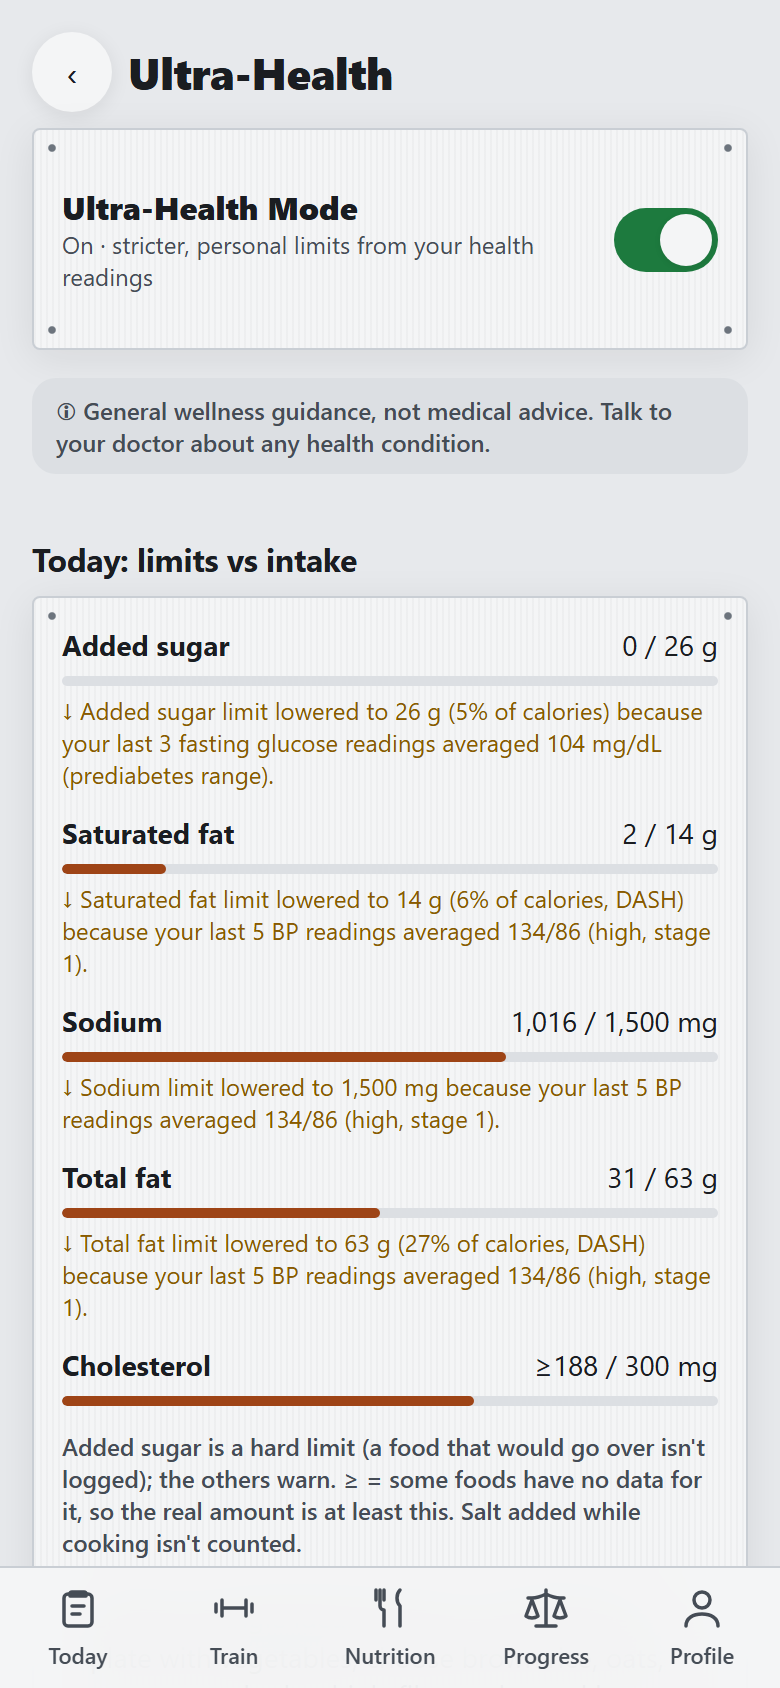 ‹ Ultra-Health
Ultra-Health Mode
On · stricter, personal limits from your health
readings
ⓘ General wellness guidance, not medical advice. Talk to
your doctor about any health condition.
Today: limits vs intake
Added sugar 0 / 26 g
↓ Added sugar limit lowered to 26 g (5% of calories) because
your last 3 fasting glucose readings averaged 104 mg/dL
(prediabetes range).
Saturated fat 2 / 14 g
↓ Saturated fat limit lowered to 14 g (6% of calories, DASH)
because your last 5 BP readings averaged 134/86 (high, stage
1).
Sodium 1,016 / 1,500 mg
↓ Sodium limit lowered to 1,500 mg because your last 5 BP
readings averaged 134/86 (high, stage 1).
Total fat 31 / 63 g
↓ Total fat limit lowered to 63 g (27% of calories, DASH)
because your last 5 BP readings averaged 134/86 (high, stage
1).
Cholesterol ≥188 / 300 mg
Added sugar is a hard limit (a food that would go over isn't
logged); the others warn. ≥ = some foods have no data for
it, so the real amount is at least this. Salt added while
cooking isn't counted.
Today Train Nutrition Progress Profile